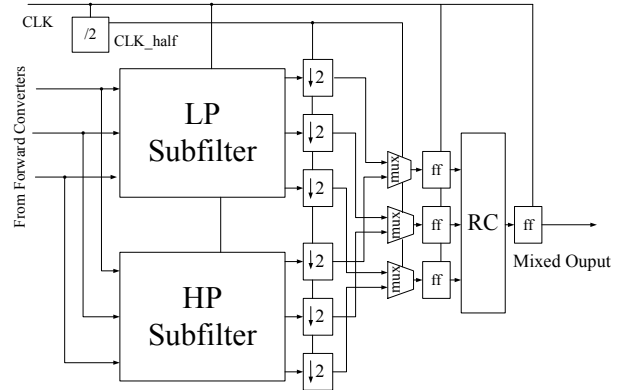 CLK
/2
CLK_half
From Forward Converters
LP
Subfilter
↓2
↓2
↓2
mux
ff
mux
ff
RC
ff
Mixed Ouput
mux
ff
HP
Subfilter
↓2
↓2
↓2